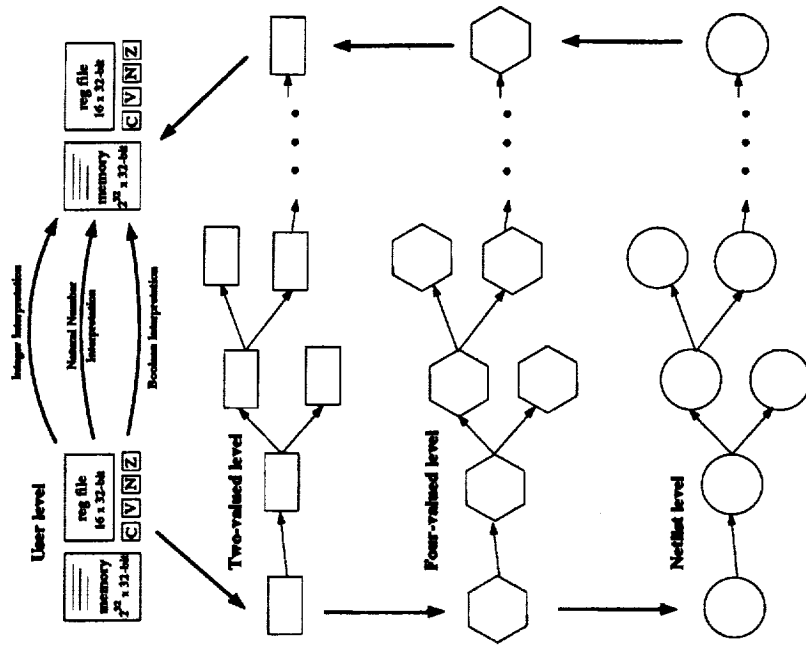 Integer Interpretation
User level
Natural Number
Interpretation
Boolean Interpretation
memory
2^32 x 32-bit
reg file
16 x 32-bit
C V N Z
memory
2^32 x 32-bit
reg file
16 x 32-bit
C V N Z
Two-valued level
Four-valued level
Netlist level